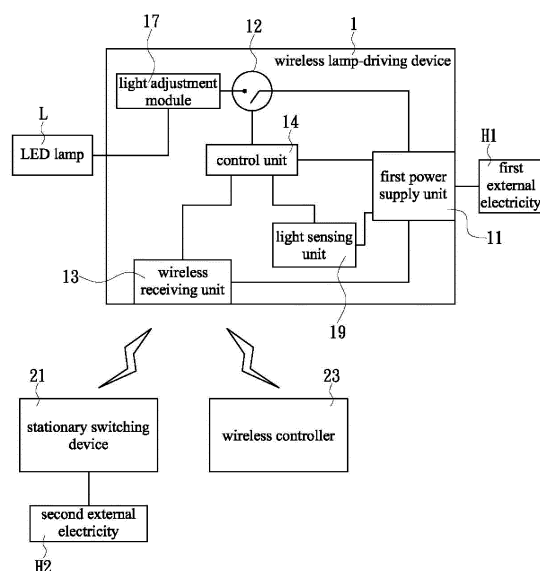 17
12
1
wireless lamp-driving device
light adjustment
module
L
LED lamp
14
control unit
H1
first
external
electricity
first power
supply unit
11
light sensing
unit
13
wireless
receiving unit
19
21
stationary switching
device
23
wireless controller
second external
electricity
H2